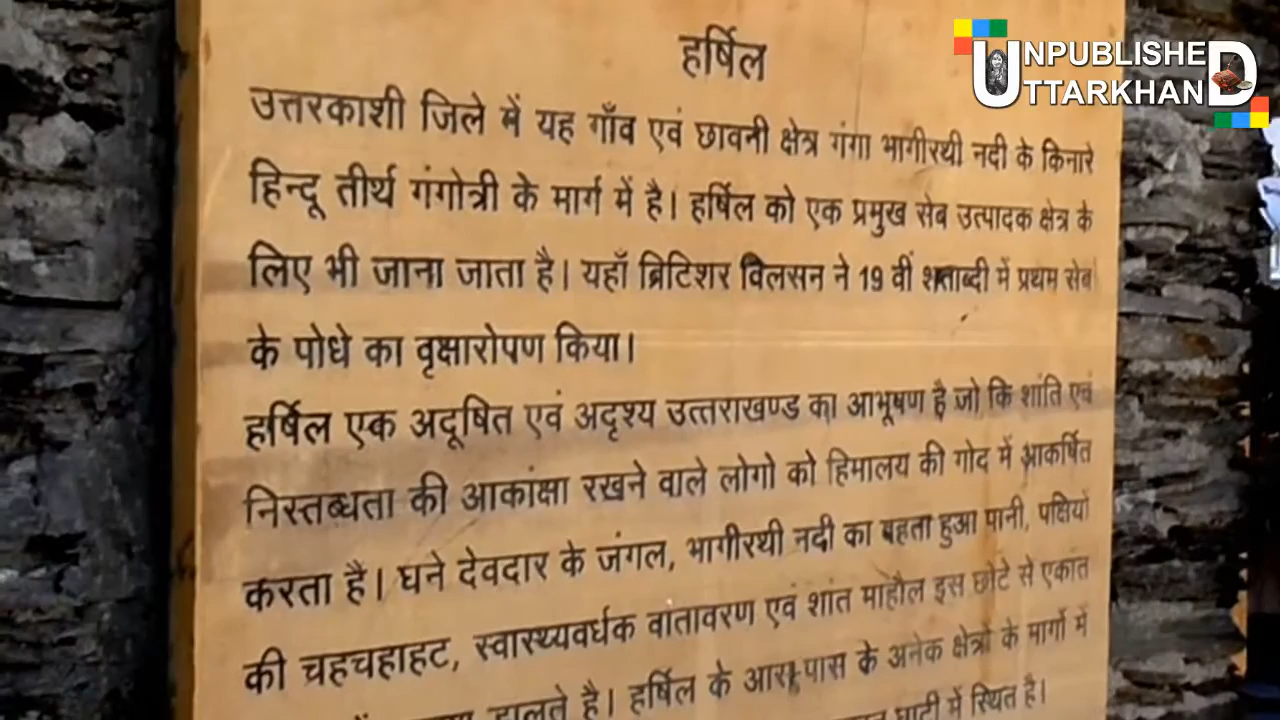 हर्षिल
उत्तरकाशी जिले में यह गाँव एवं छावनी क्षेत्र गंगा भागीरथी नदी के किनारे
हिन्दू तीर्थ गंगोत्री के मार्ग में है। हर्षिल को एक प्रमुख सेब उत्पादक क्षेत्र के
लिए भी जाना जाता है। यहाँ ब्रिटिशर विलसन ने 19 वीं शताब्दी में प्रथम सेब
के पोधे का वृक्षारोपण किया।
हर्षिल एक अदूषित एवं अदृश्य उत्तराखण्ड का आभूषण है जो कि शांति एवं
निस्तब्धता की आकांक्षा रखने वाले लोगो को हिमालय की गोद में आकर्षित
करता है। घने देवदार के जंगल, भागीरथी नदी का बहता हुआ पानी, पक्षियों
की चहचहाहट, स्वास्थ्यवर्धक वातावरण एवं शांत माहौल इस छोटे से एकांत
डालते है। हर्षिल के आस-पास के अनेक क्षेत्रो के मार्गो में
घाटी में स्थित है।
UNPUBLISHED
UTTARKHAND